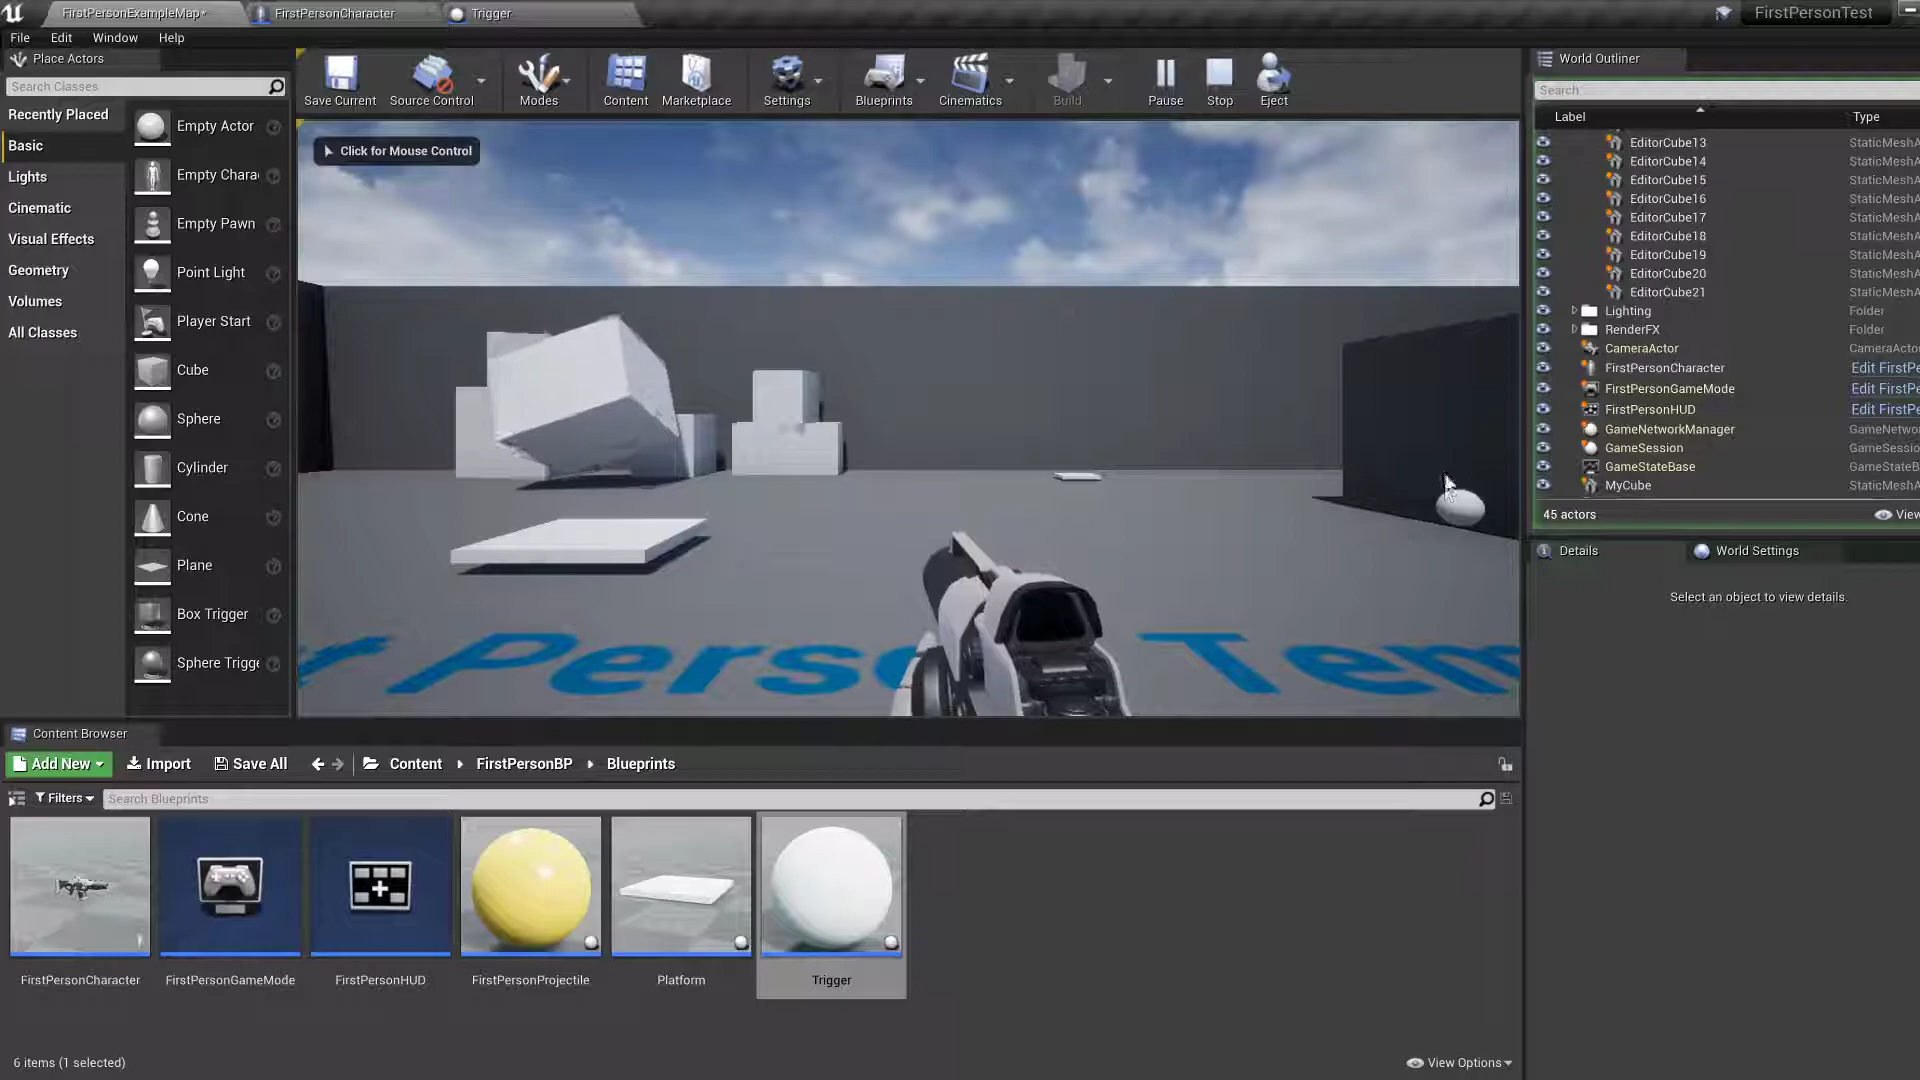 FirstPersonExampleMap*
FirstPersonCharacter
Trigger
FirstPersonTest
File Edit Window Help
Place Actors
Search Classes
Recently Placed
Basic
Lights
Cinematic
Visual Effects
Geometry
Volumes
All Classes
Empty Actor
Empty Chara
Empty Pawn
Point Light
Player Start
Cube
Sphere
Cylinder
Cone
Plane
Box Trigger
Sphere Trigge
Save Current
Source Control
Modes
Content
Marketplace
Settings
Blueprints
Cinematics
Build
Pause
Stop
Eject
Click for Mouse Control
r Perso Tem
World Outliner
Search
Label Type
EditorCube13 StaticMeshA
EditorCube14 StaticMeshA
EditorCube15 StaticMeshA
EditorCube16 StaticMeshA
EditorCube17 StaticMeshA
EditorCube18 StaticMeshA
EditorCube19 StaticMeshA
EditorCube20 StaticMeshA
EditorCube21 StaticMeshA
Lighting Folder
RenderFX Folder
CameraActor CameraActo
FirstPersonCharacter Edit FirstPe
FirstPersonGameMode Edit FirstPe
FirstPersonHUD Edit FirstPe
GameNetworkManager GameNetwo
GameSession GameSessio
GameStateBase GameStateB
MyCube StaticMeshA
45 actors View
Details
World Settings
Select an object to view details.
Content Browser
Add New Import Save All Content FirstPersonBP Blueprints
Filters Search Blueprints
FirstPersonCharacter
FirstPersonGameMode
FirstPersonHUD
FirstPersonProjectile
Platform
Trigger
6 items (1 selected)
View Options